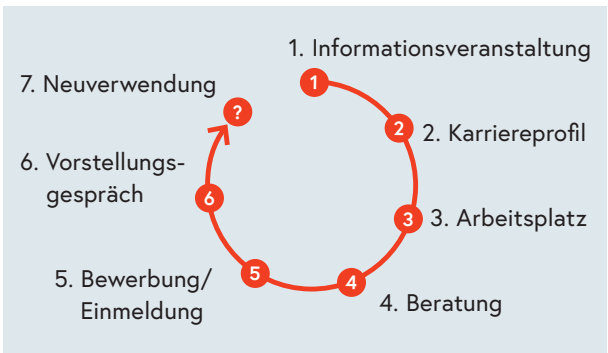 1. Informationsveranstaltung
1
2
2. Karriereprofil
3
3. Arbeitsplatz
4
4. Beratung
5
5. Bewerbung/
Einmeldung
6
6. Vorstellungs-
gespräch
?
7. Neuverwendung